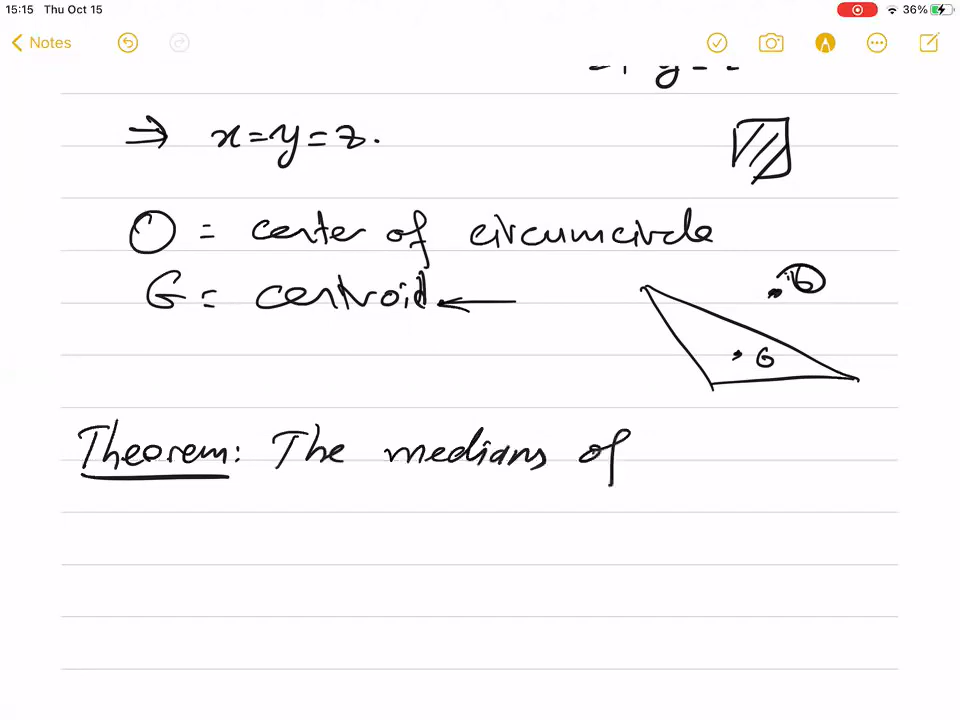 15:15 Thu Oct 15
36%
Notes
⇒ x=y=z.
O = center of circumcircle
G = centroid ←
G
Theorem: The medians of